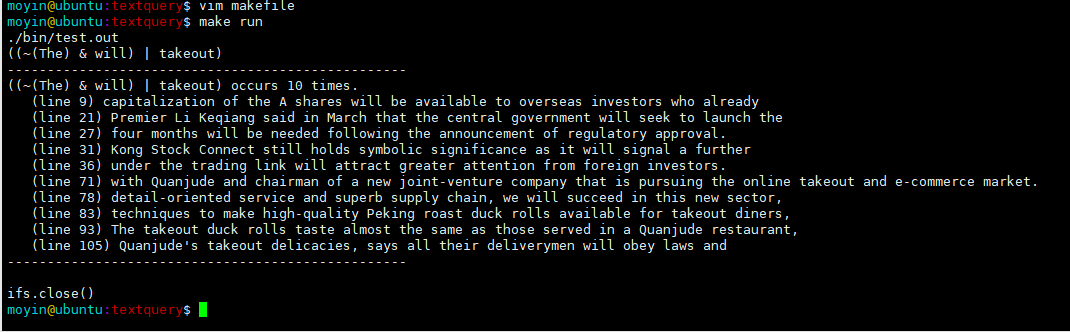 moyin@ubuntu:textquery$ vim makefile
moyin@ubuntu:textquery$ make run
./bin/test.out
((~(The) & will) | takeout)
--------------------------------------------------
((~(The) & will) | takeout) occurs 10 times.
   (line 9) capitalization of the A shares will be available to overseas investors who already
   (line 21) Premier Li Keqiang said in March that the central government will seek to launch the
   (line 27) four months will be needed following the announcement of regulatory approval.
   (line 31) Kong Stock Connect still holds symbolic significance as it will signal a further
   (line 36) under the trading link will attract greater attention from foreign investors.
   (line 71) with Quanjude and chairman of a new joint-venture company that is pursuing the online takeout and e-commerce market.
   (line 78) detail-oriented service and superb supply chain, we will succeed in this new sector,
   (line 83) techniques to make high-quality Peking roast duck rolls available for takeout diners,
   (line 93) The takeout duck rolls taste almost the same as those served in a Quanjude restaurant,
   (line 105) Quanjude's takeout delicacies, says all their deliverymen will obey laws and
--------------------------------------------------
ifs.close()
moyin@ubuntu:textquery$